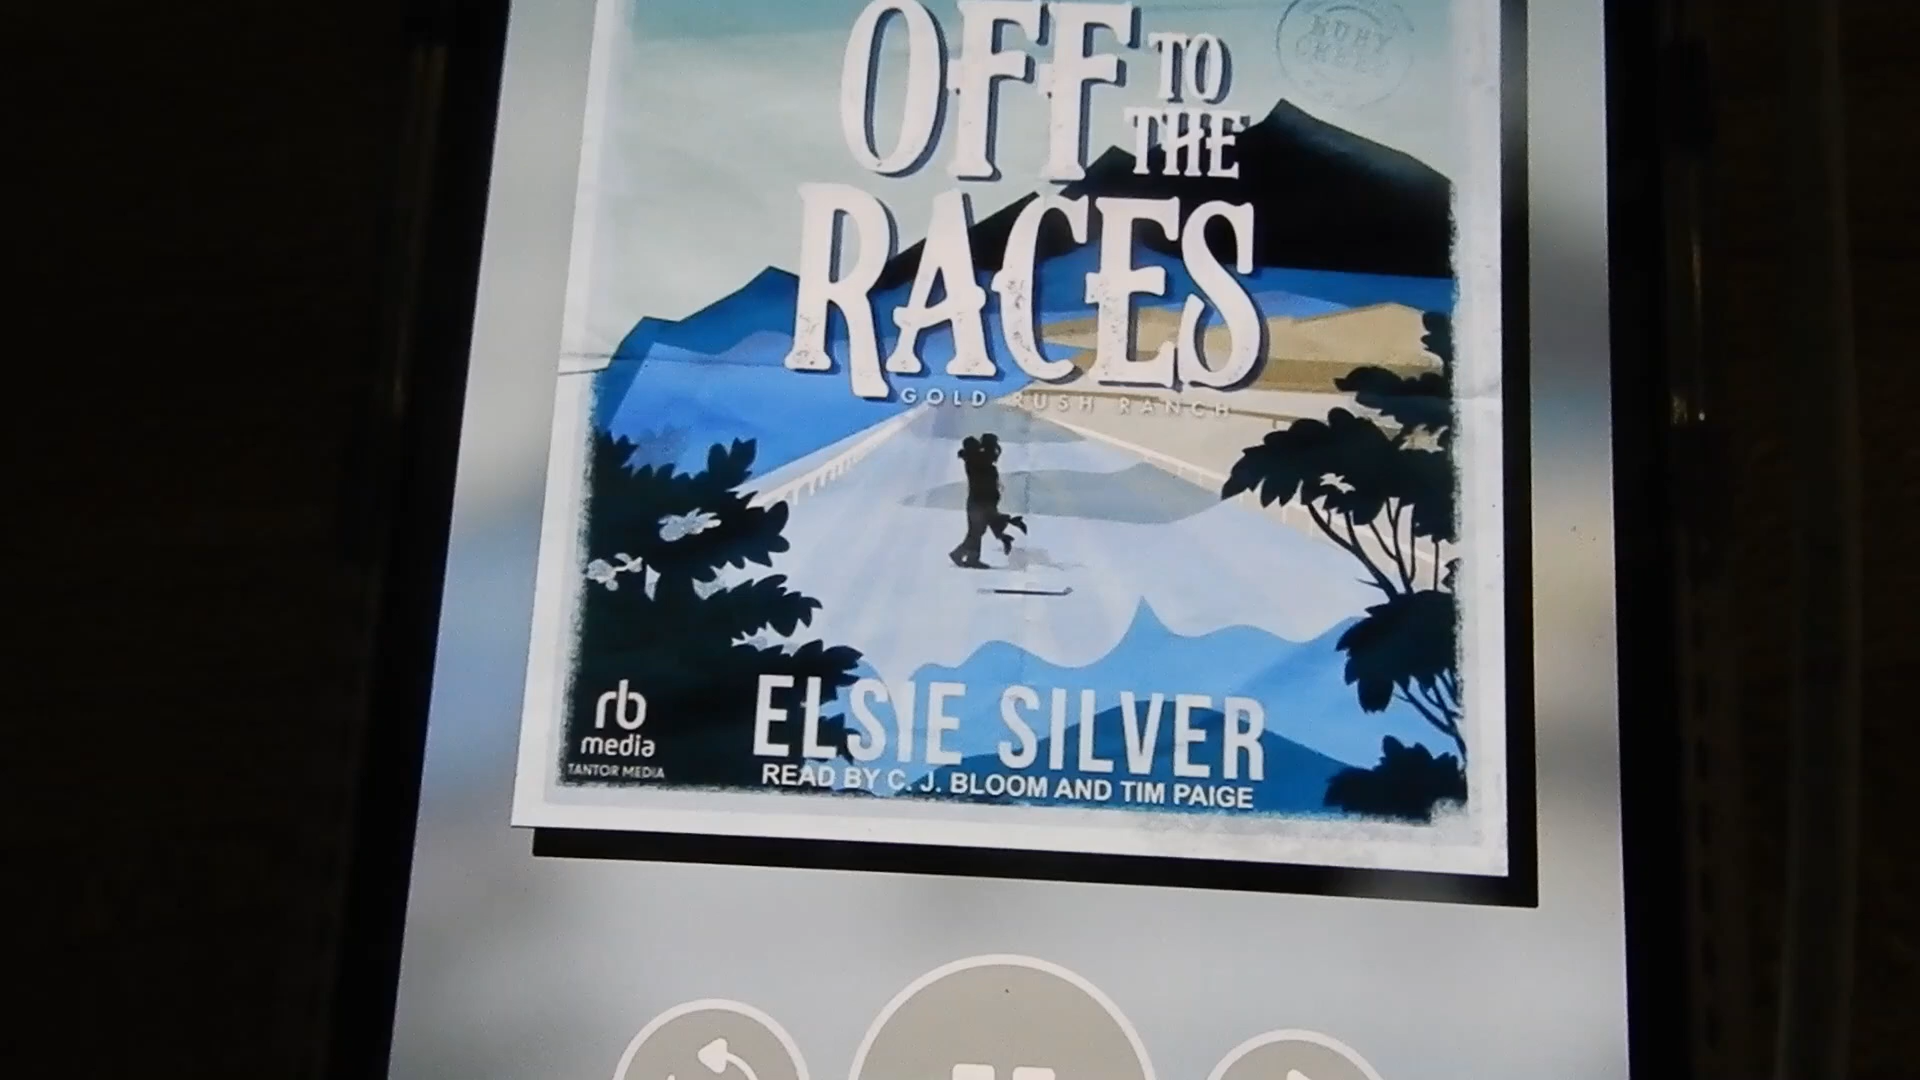 OFF TO
THE
RACES
GOLD RUSH RANCH
ELSIE SILVER
READ BY C. J. BLOOM AND TIM PAIGE
rb
media
TANTOR MEDIA